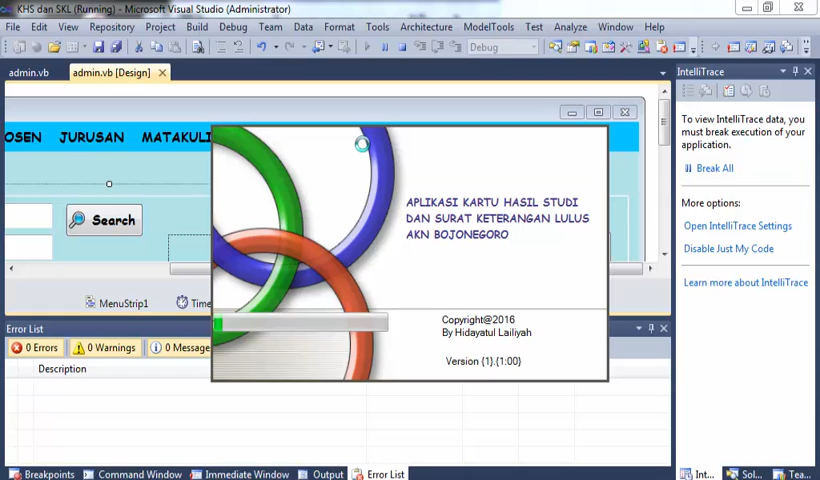 KHS dan SKL (Running) - Microsoft Visual Studio (Administrator)
File Edit View Repository Project Build Debug Team Data Format Tools Architecture ModelTools Test Analyze Window Help
Debug
admin.vb admin.vb [Design] IntelliTrace
OSEN JURUSAN MATAKULI
Search
APLIKASI KARTU HASIL STUDI
DAN SURAT KETERANGAN LULUS
AKN BOJONEGORO
Copyright@2016
By Hidayatul Lailiyah
Version {1}.{1:00}
To view IntelliTrace data, you
must break execution of your
application.
Break All
More options:
Open IntelliTrace Settings
Disable Just My Code
Learn more about IntelliTrace
MenuStrip1 Time
Error List
0 Errors 0 Warnings 0 Message
Description
Breakpoints Command Window Immediate Window Output Error List Int... Sol... Tea...